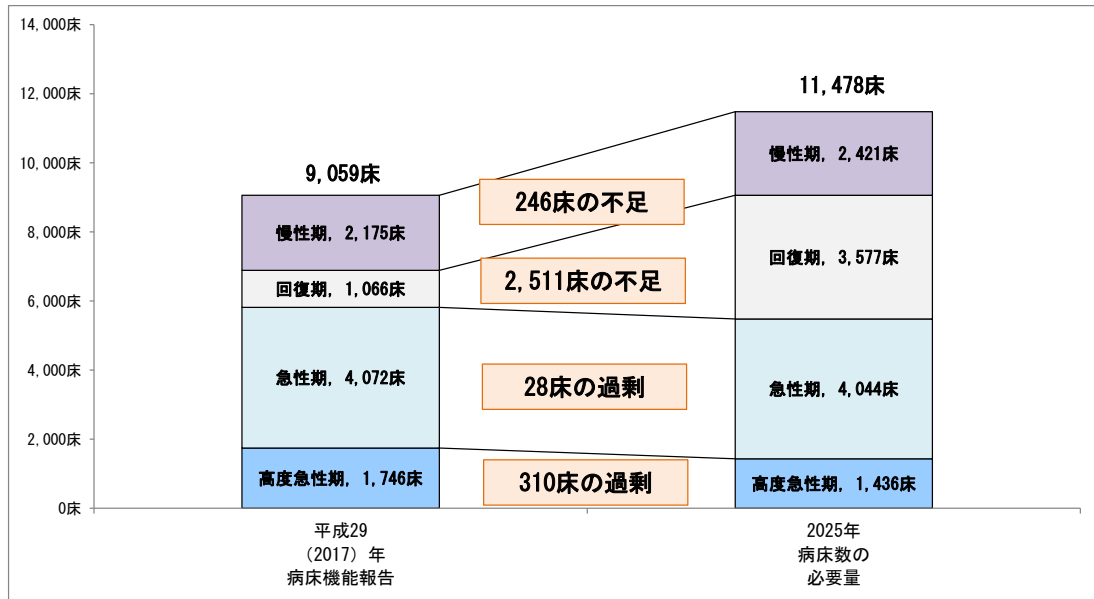 14,000床
12,000床
10,000床
8,000床
6,000床
4,000床
2,000床
0床
9,059床
慢性期, 2,175床
回復期, 1,066床
急性期, 4,072床
高度急性期, 1,746床
246床の不足
2,511床の不足
28床の過剰
310床の過剰
11,478床
慢性期, 2,421床
回復期, 3,577床
急性期, 4,044床
高度急性期, 1,436床
平成29
（2017）年
病床機能報告
2025年
病床数の
必要量